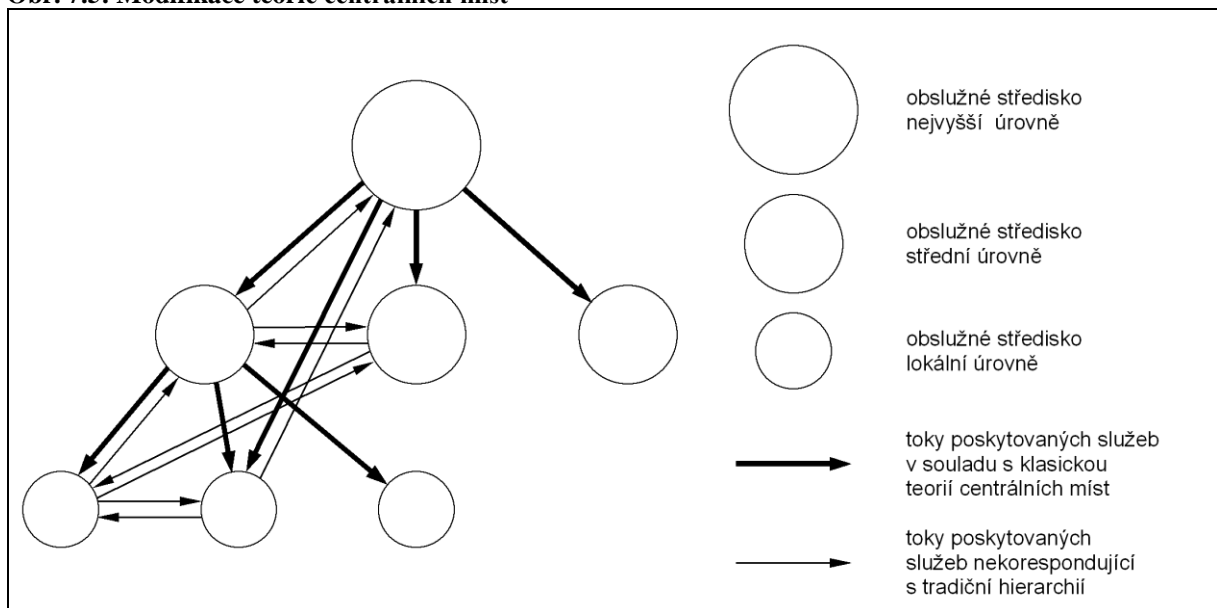 Obr. 7.5: Modifikace teorie centrálních míst
obslužné středisko
nejvyšší úrovně
obslužné středisko
střední úrovně
obslužné středisko
lokální úrovně
toky poskytovaných služeb
v souladu s klasickou
teorií centrálních míst
toky poskytovaných
služeb nekorespondující
s tradiční hierarchií